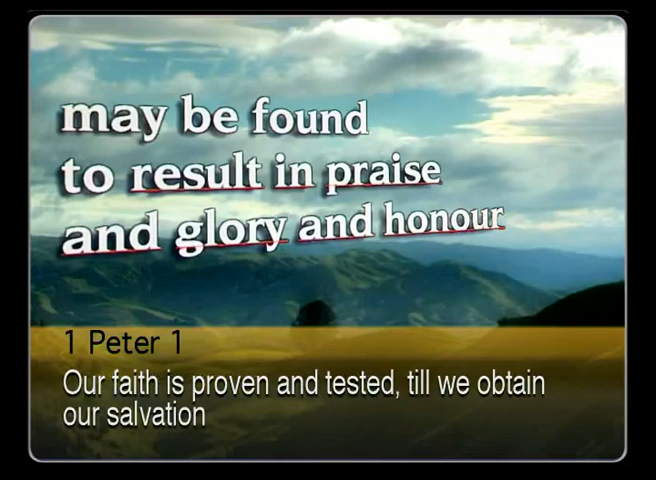 may be found
to result in praise
and glory and honour
1 Peter 1
Our faith is proven and tested, till we obtain
our salvation